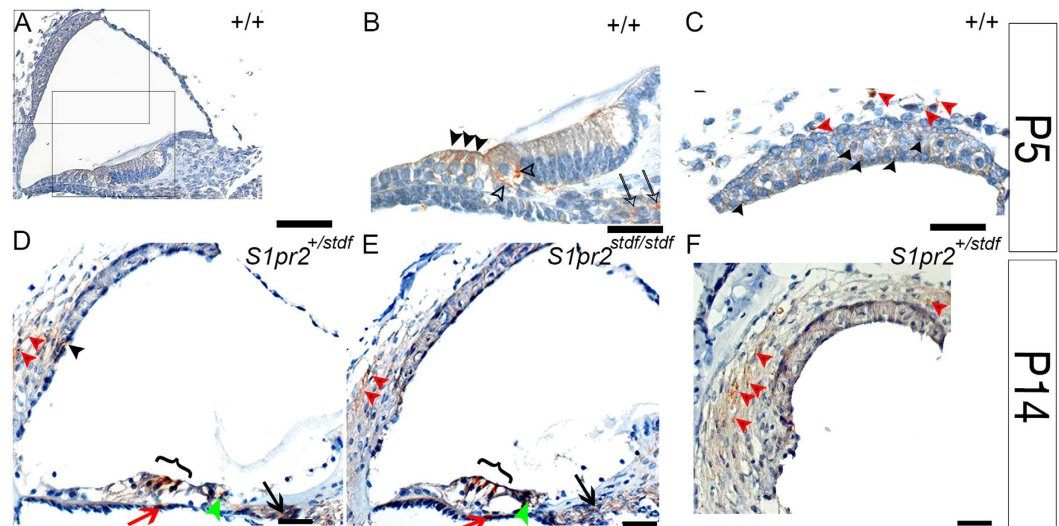 A
+/+
B
+/+
C
+/+
P5
D
S1pr2+/stdf
E
S1pr2stdf/stdf
F
S1pr2+/stdf
P14